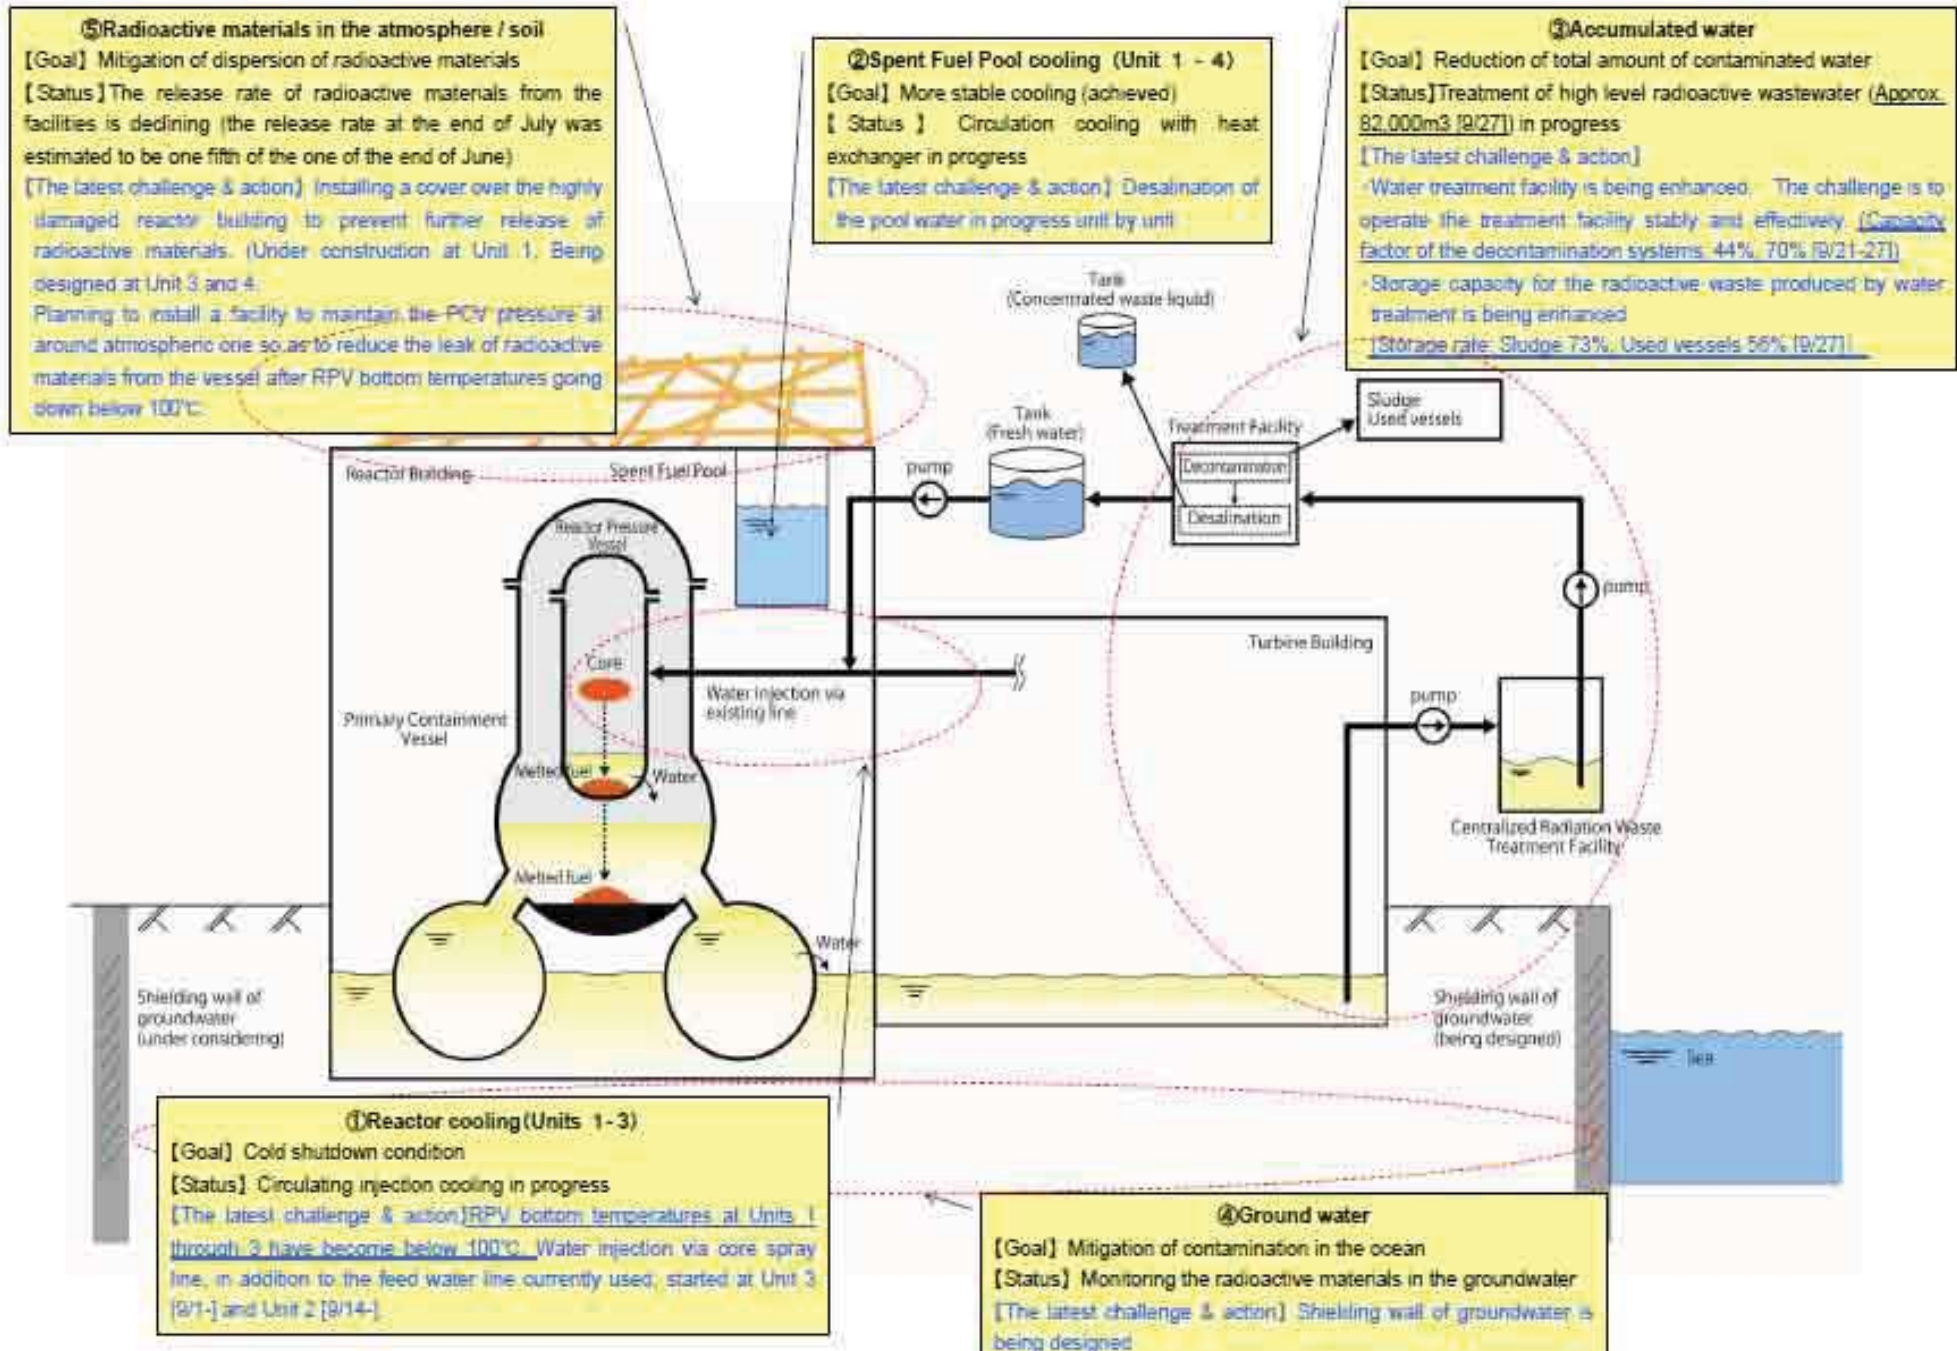 ⑤Radioactive materials in the atmosphere / soil
【Goal】 Mitigation of dispersion of radioactive materials
【Status】The release rate of radioactive materials from the
facilities is declining (the release rate at the end of July was
estimated to be one fifth of the one of the end of June)
【The latest challenge & action】 Installing a cover over the highly
damaged reactor building to prevent further release of
radioactive materials. (Under construction at Unit 1, Being
designed at Unit 3 and 4.
Planning to install a facility to maintain the PCV pressure at
around atmospheric one so as to reduce the leak of radioactive
materials from the vessel after RPV bottom temperatures going
down below 100℃
②Spent Fuel Pool cooling (Unit 1 - 4)
【Goal】 More stable cooling (achieved)
【Status】 Circulation cooling with heat
exchanger in progress
【The latest challenge & action】 Desalination of
the pool water in progress unit by unit
③Accumulated water
【Goal】 Reduction of total amount of contaminated water
【Status】Treatment of high level radioactive wastewater (Approx.
82,000m3 [9/27]) in progress
【The latest challenge & action】
・Water treatment facility is being enhanced. The challenge is to
operate the treatment facility stably and effectively. (Capacity
factor of the decontamination systems, 44%, 70% [9/21-27])
・Storage capacity for the radioactive waste produced by water
treatment is being enhanced
[Storage rate: Sludge 73%, Used vessels 56% [9/27]]
Tank
(Concentrated waste liquid)
Tank
(Fresh water)
Treatment Facility
Decontamination
Desalination
Sludge
Used vessels
pump
pump
pump
Reactor Building
Spent Fuel Pool
Reactor Pressure
Vessel
Core
Water injection via
existing line
Primary Containment
Vessel
Melted fuel
Water
Melted fuel
Water
Turbine Building
Centralized Radiation Waste
Treatment Facility
Shielding wall of
groundwater
(under considering)
Shielding wall of
groundwater
(being designed)
Sea
①Reactor cooling(Units 1-3)
【Goal】 Cold shutdown condition
【Status】 Circulating injection cooling in progress
【The latest challenge & action】RPV bottom temperatures at Units 1
through 3 have become below 100℃. Water injection via core spray
line, in addition to the feed water line currently used, started at Unit 3
[9/1-] and Unit 2 [9/14-]
④Ground water
【Goal】 Mitigation of contamination in the ocean
【Status】 Monitoring the radioactive materials in the groundwater
【The latest challenge & action】 Shielding wall of groundwater is
being designed